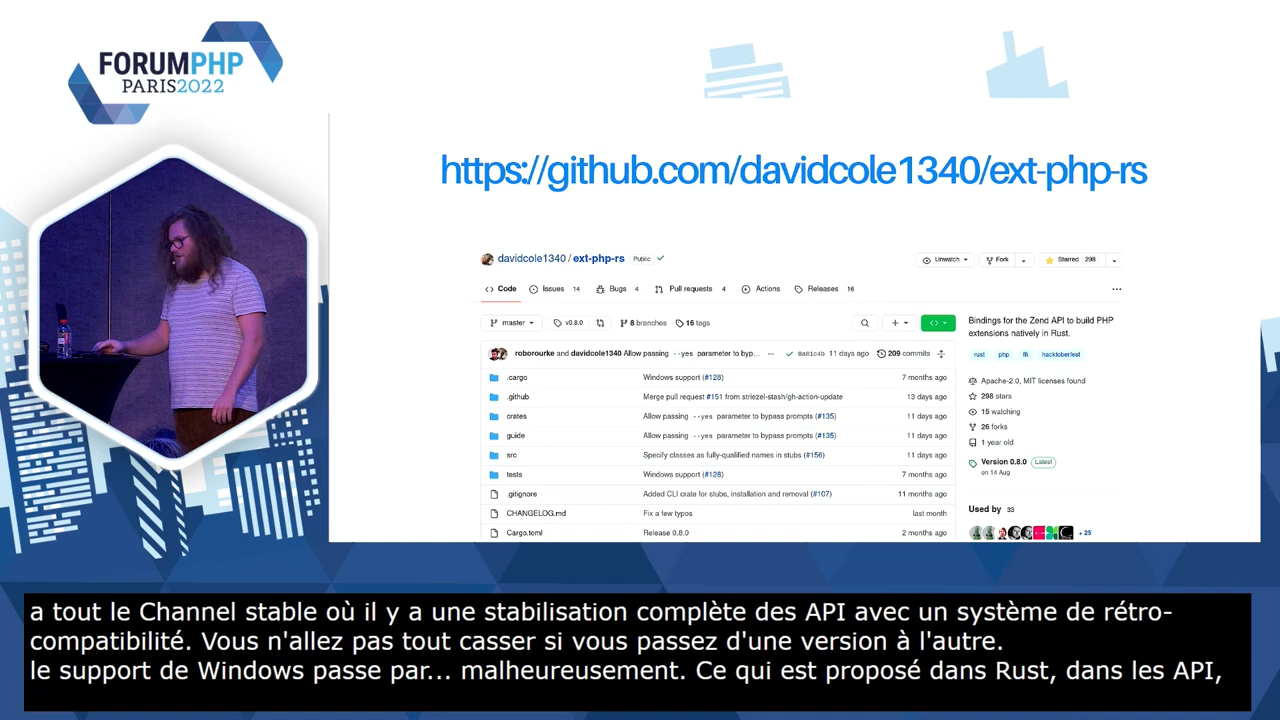 FORUMPHP
PARIS2022
https://github.com/davidcole1340/ext-php-rs
davidcole1340 / ext-php-rs Public
Unwatch Fork Starred 298
Code Issues 14 Bugs 4 Pull requests 4 Actions Releases 16
master v0.8.0 8 branches 16 tags
roborourke and davidcole1340 Allow passing --yes parameter to byp... ... 8a81c4b 11 days ago 209 commits
.cargo Windows support (#128) 7 months ago
.github Merge pull request #151 from striezel-stash/gh-action-update 13 days ago
crates Allow passing --yes parameter to bypass prompts (#135) 11 days ago
guide Allow passing --yes parameter to bypass prompts (#135) 11 days ago
src Specify classes as fully-qualified names in stubs (#156) 11 days ago
tests Windows support (#128) 7 months ago
.gitignore Added CLI crate for stubs, installation and removal (#107) 11 months ago
CHANGELOG.md Fix a few typos last month
Cargo.toml Release 0.8.0 2 months ago
Bindings for the Zend API to build PHP
extensions natively in Rust.
rust php ffi hacktoberfest
Apache-2.0, MIT licenses found
298 stars
15 watching
26 forks
1 year old
Version 0.8.0 Latest
on 14 Aug
Used by 33
+ 25
a tout le Channel stable où il y a une stabilisation complète des API avec un système de rétro-
compatibilité. Vous n'allez pas tout casser si vous passez d'une version à l'autre.
le support de Windows passe par... malheureusement. Ce qui est proposé dans Rust, dans les API,